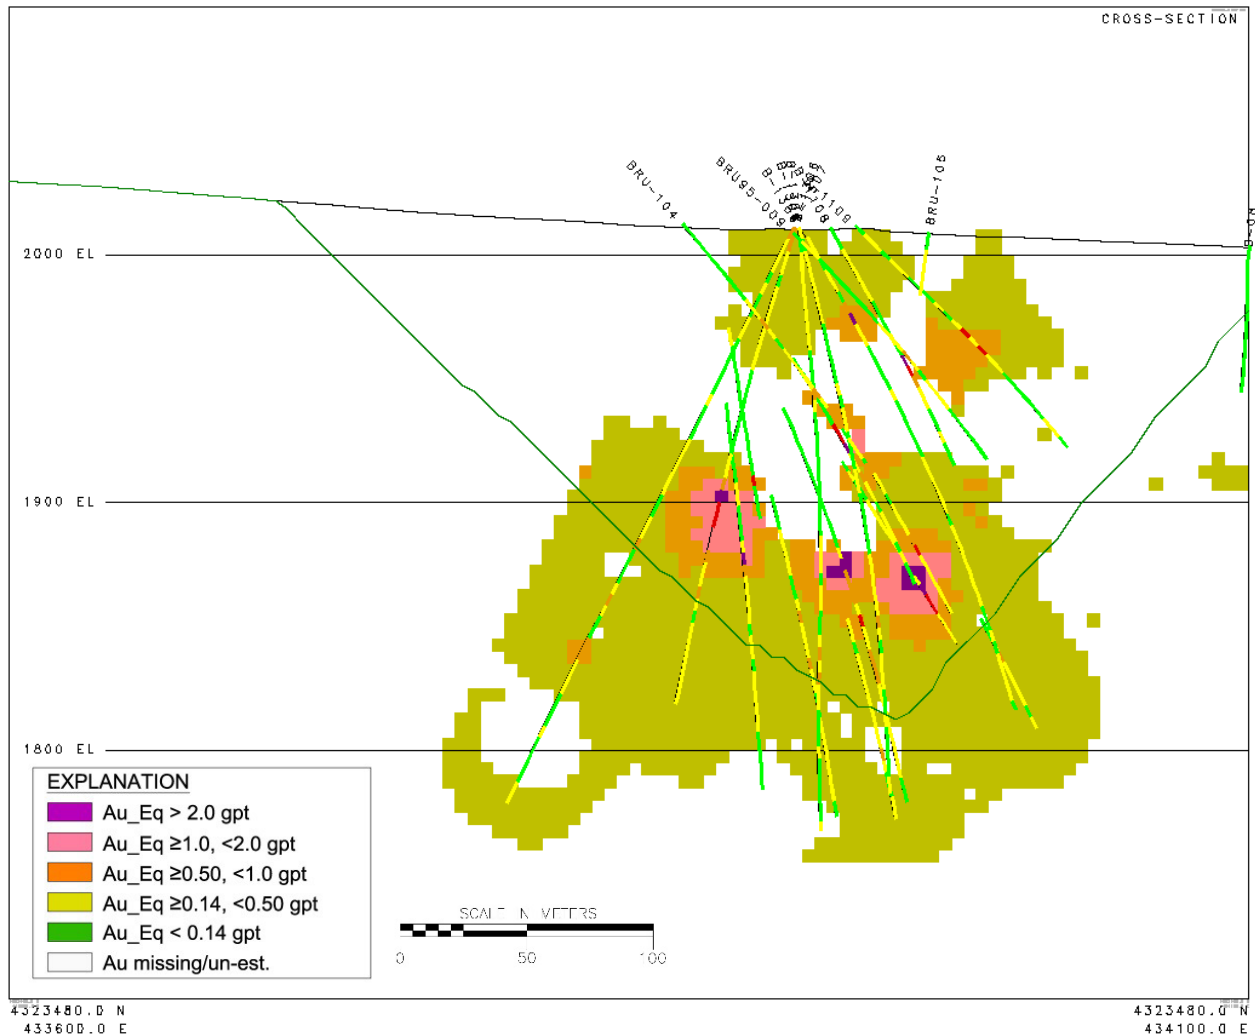 CROSS-SECTION
BRU-104
BRU95-009
1109
BRU-105
2000 EL
1900 EL
1800 EL
EXPLANATION
Au_Eq > 2.0 gpt
Au_Eq ≥1.0, <2.0 gpt
Au_Eq ≥0.50, <1.0 gpt
Au_Eq ≥0.14, <0.50 gpt
Au_Eq < 0.14 gpt
Au missing/un-est.
SCALE IN METERS
0 50 100
4323480.0 N 4323480.0 N
433600.0 E 434100.0 E